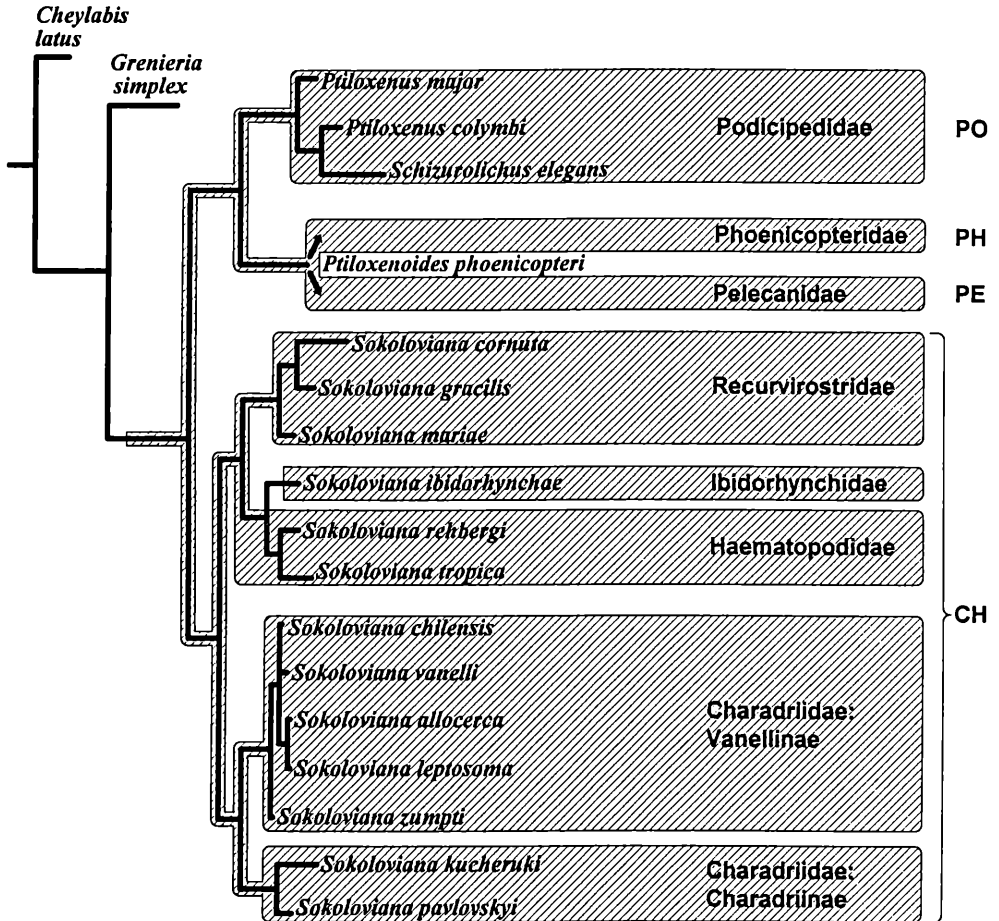 Cheylabis
latus
Grenieria
simplex
Ptiloxenus major
Ptiloxenus colymbi
Podicipedidae
PO
Schizurolichus elegans
Phoenicopteridae
PH
Ptiloxenoides phoenicopteri
Pelecanidae
PE
Sokoloviana cornuta
Sokoloviana gracilis
Recurvirostridae
Sokoloviana mariae
Sokoloviana ibidorhynchae
Ibidorhynchidae
Sokoloviana rehbergi
Haematopodidae
Sokoloviana tropica
CH
Sokoloviana chilensis
Sokoloviana vanelli
Sokoloviana allocerca
Charadriidae:
Vanellinae
Sokoloviana leptosoma
Sokoloviana zumpti
Sokoloviana kucheruki
Charadriidae:
Charadriinae
Sokoloviana pavlovskyi